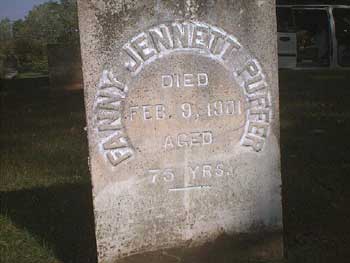 FANNY JENNETT PUFFER
DIED
FEB. 9, 1901
AGED
75 YRS.